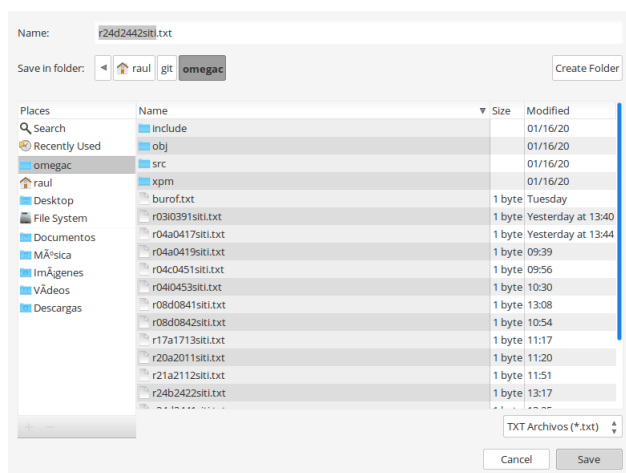 Name: r24d2442siti.txt
Save in folder: raul git omegac Create Folder
Places Name Size Modified
Search include 01/16/20
Recently Used obj 01/16/20
omegac src 01/16/20
raul xpm 01/16/20
Desktop burof.txt 1 byte Tuesday
File System r03i0391siti.txt 1 byte Yesterday at 13:40
Documentos r04a0417siti.txt 1 byte Yesterday at 13:44
MÃºsica r04a0419siti.txt 1 byte 09:39
ImÃ¡genes r04c0451siti.txt 1 byte 09:56
VÃ­deos r04i0453siti.txt 1 byte 10:30
Descargas r08d0841siti.txt 1 byte 13:08
r08d0842siti.txt 1 byte 10:54
r17a1713siti.txt 1 byte 11:17
r20a2011siti.txt 1 byte 11:20
r21a2112siti.txt 1 byte 11:51
r24b2422siti.txt 1 byte 13:17
TXT Archivos (*.txt)
Cancel Save